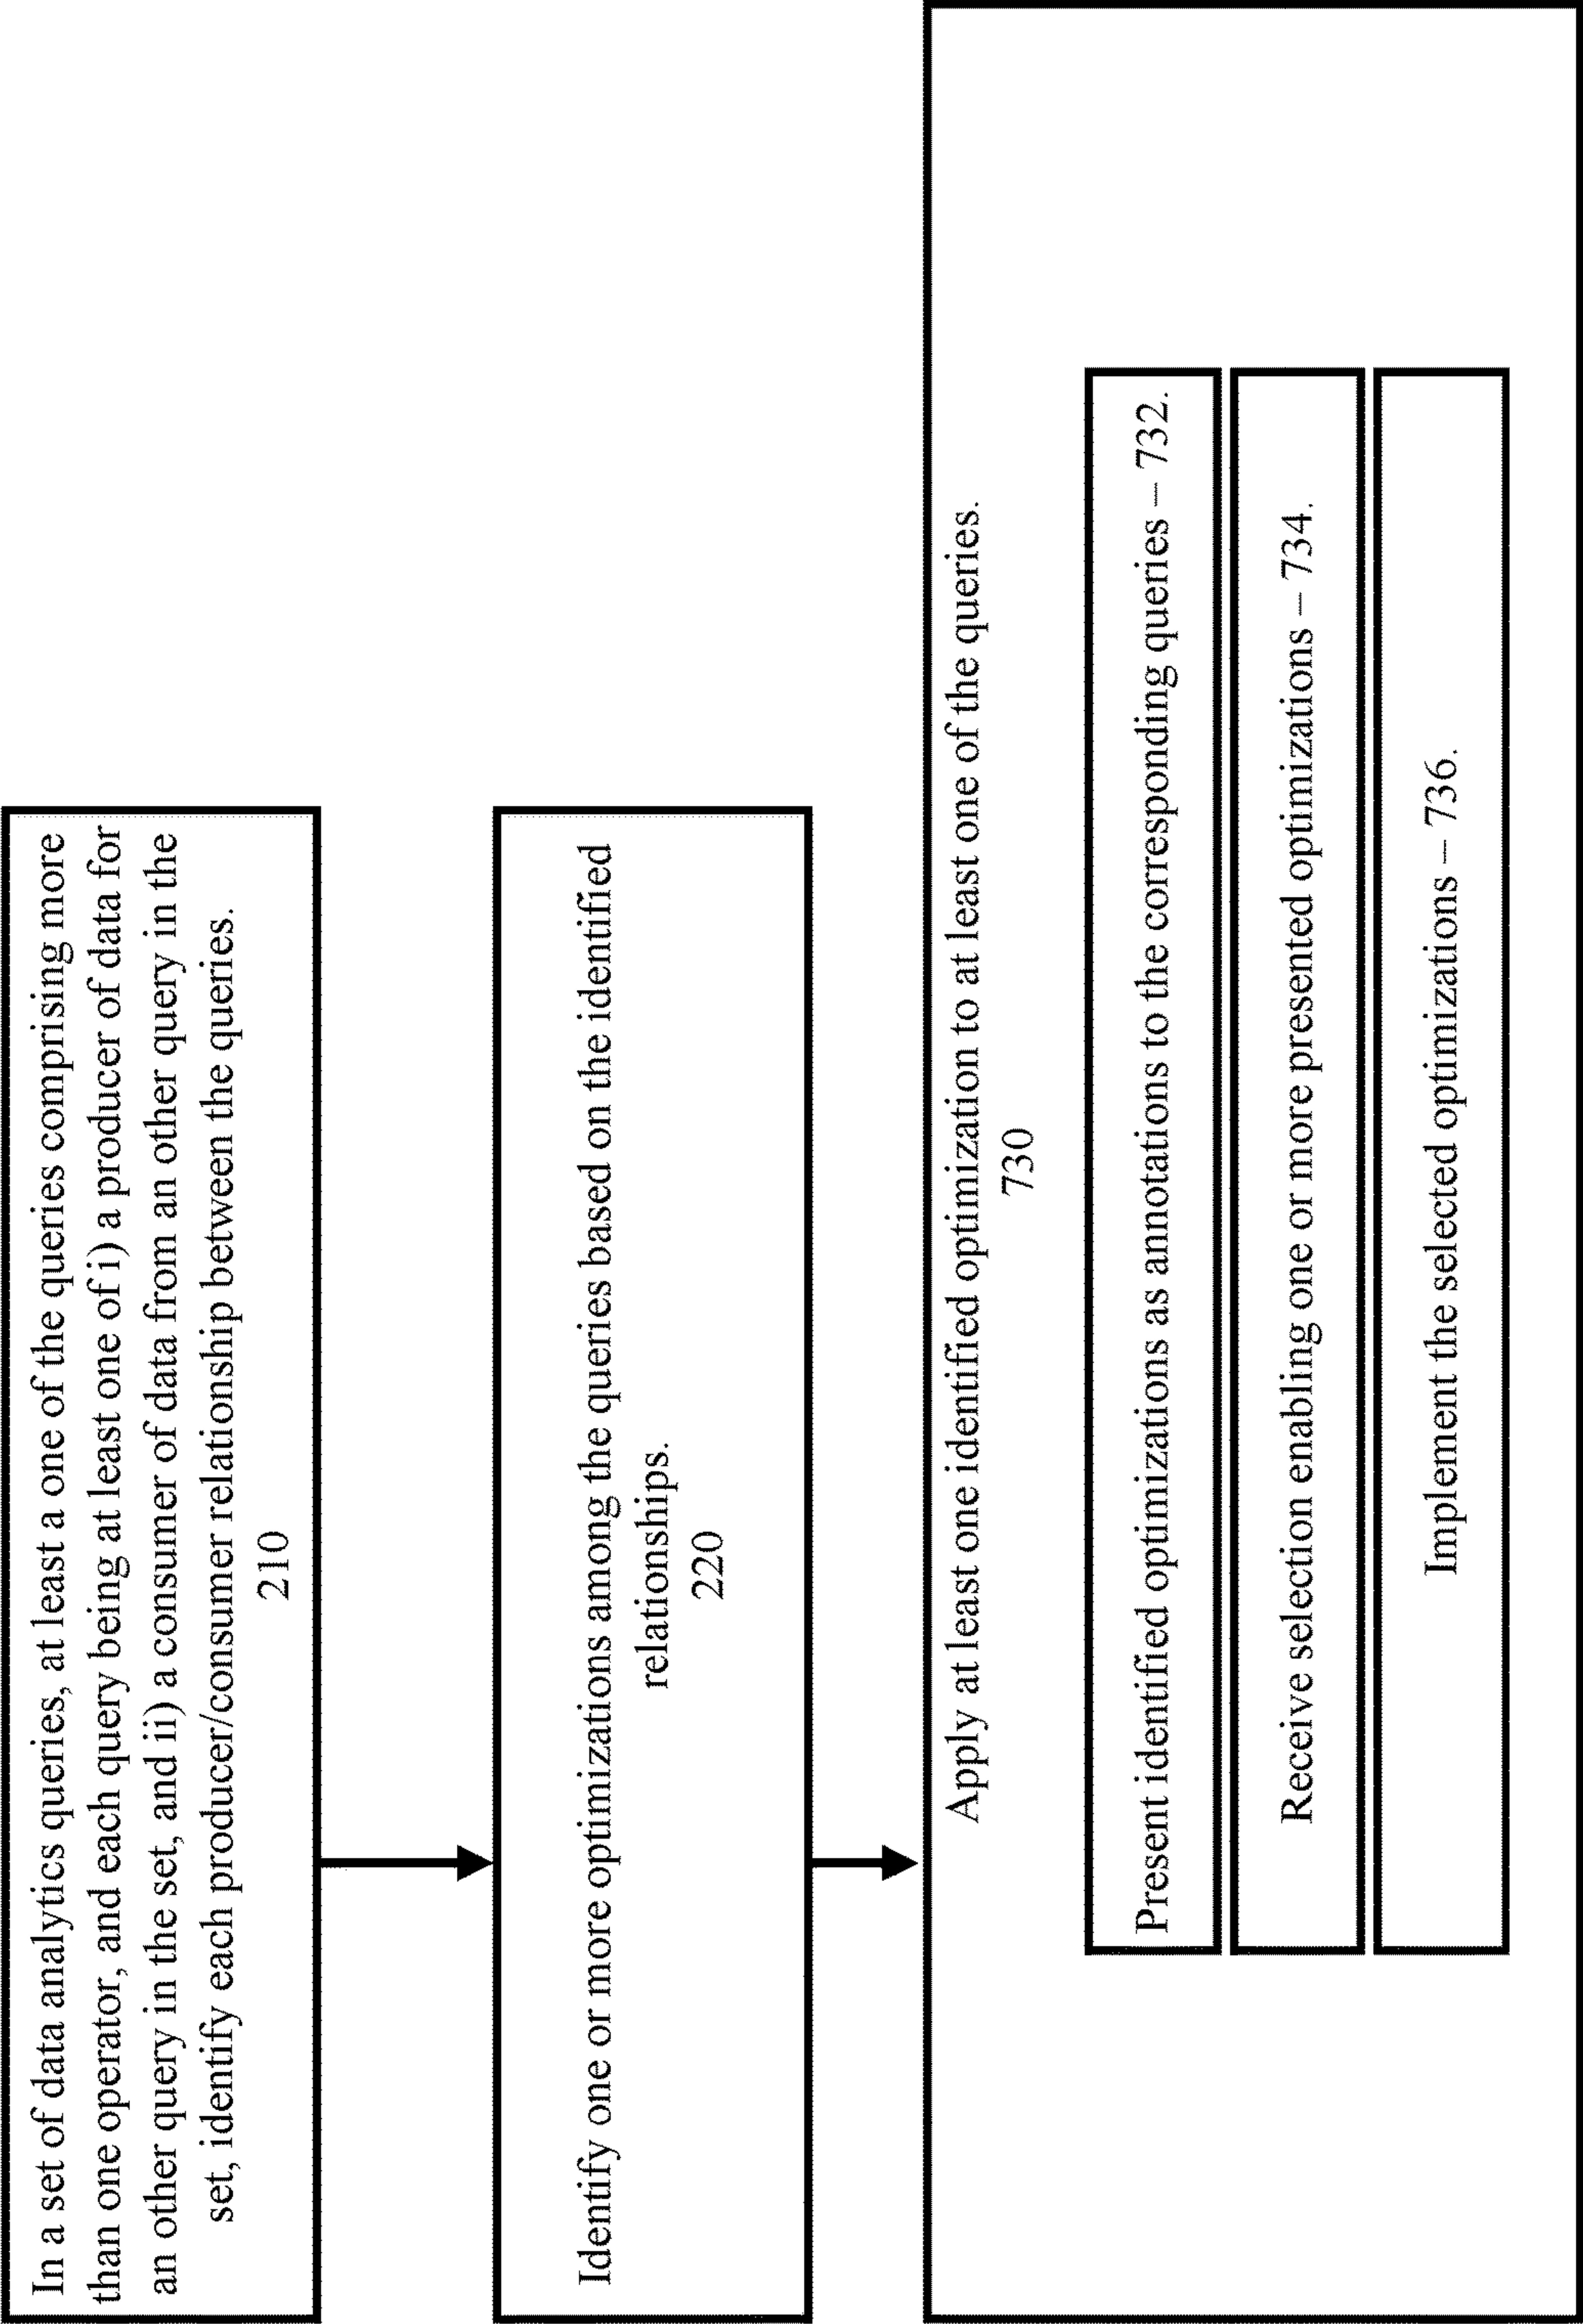 In a set of data analytics queries, at least a one of the queries comprising more
than one operator, and each query being at least one of i) a producer of data for
an other query in the set, and ii) a consumer of data from an other query in the
set, identify each producer/consumer relationship between the queries.
210
Identify one or more optimizations among the queries based on the identified
relationships.
220
Apply at least one identified optimization to at least one of the queries.
730
Present identified optimizations as annotations to the corresponding queries – 732.
Receive selection enabling one or more presented optimizations – 734.
Implement the selected optimizations – 736.